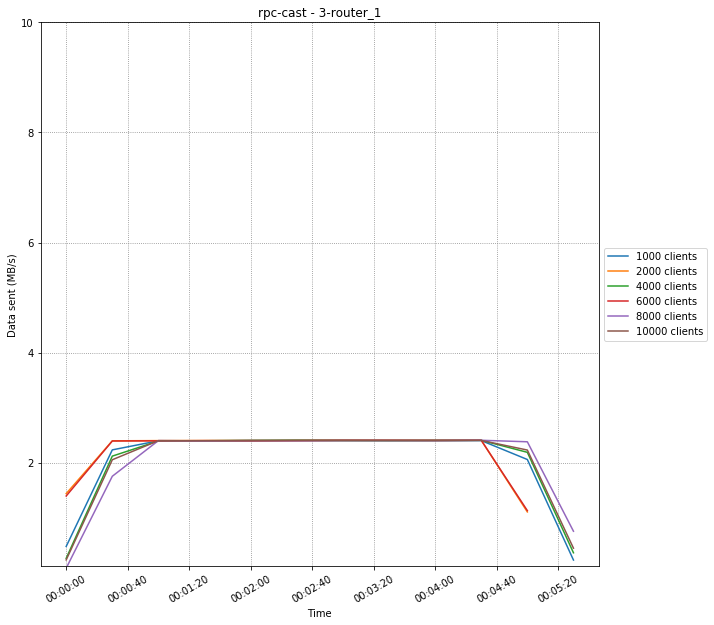 rpc-cast - 3-router_1
10
8
6
4
2
Data sent (MB/s)
00:00:00
00:00:40
00:01:20
00:02:00
00:02:40
00:03:20
00:04:00
00:04:40
00:05:20
Time
1000 clients
2000 clients
4000 clients
6000 clients
8000 clients
10000 clients